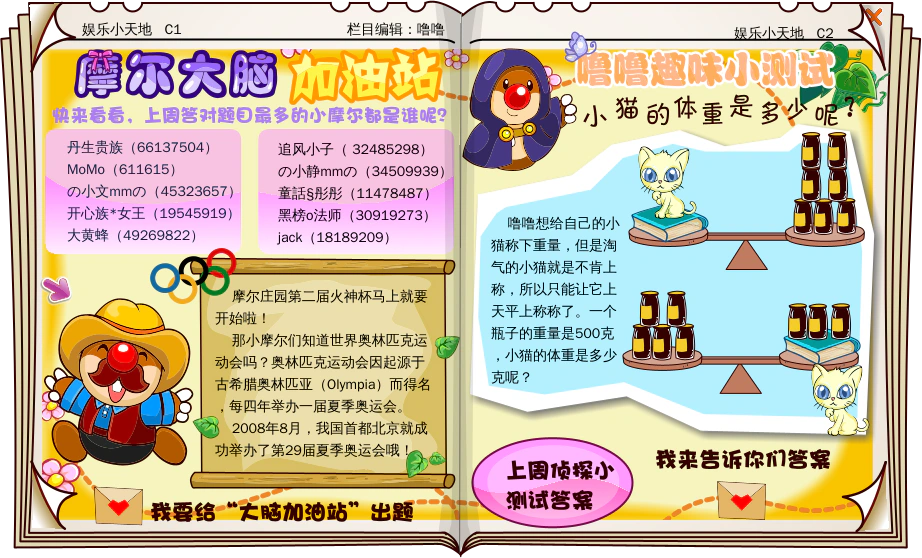 娱乐小天地 C1
栏目编辑：噜噜
摩尔大脑 加油站
快来看看，上周答对题目最多的小摩尔都是谁呢？
丹生贵族（66137504）
MoMo（611615）
の小文mmの（45323657）
开心族*女王（19545919）
大黄蜂（49269822）
追风小子（ 32485298）
の小静mmの（34509939）
童話§彤彤（11478487）
黑榜o法师（30919273）
jack（18189209）
摩尔庄园第二届火神杯马上就要
开始啦！
那小摩尔们知道世界奥林匹克运
动会吗？奥林匹克运动会因起源于
古希腊奥林匹亚（Olympia）而得名
，每四年举办一届夏季奥运会。
2008年8月，我国首都北京就成
功举办了第29届夏季奥运会哦！
我要给“大脑加油站”出题
娱乐小天地 C2
噜噜趣味小测试
小猫的体重是多少呢？
噜噜想给自己的小
猫称下重量，但是淘
气的小猫就是不肯上
称，所以只能让它上
天平上称称了。一个
瓶子的重量是500克
，小猫的体重是多少
克呢？
上周侦探小
测试答案
我来告诉你们答案